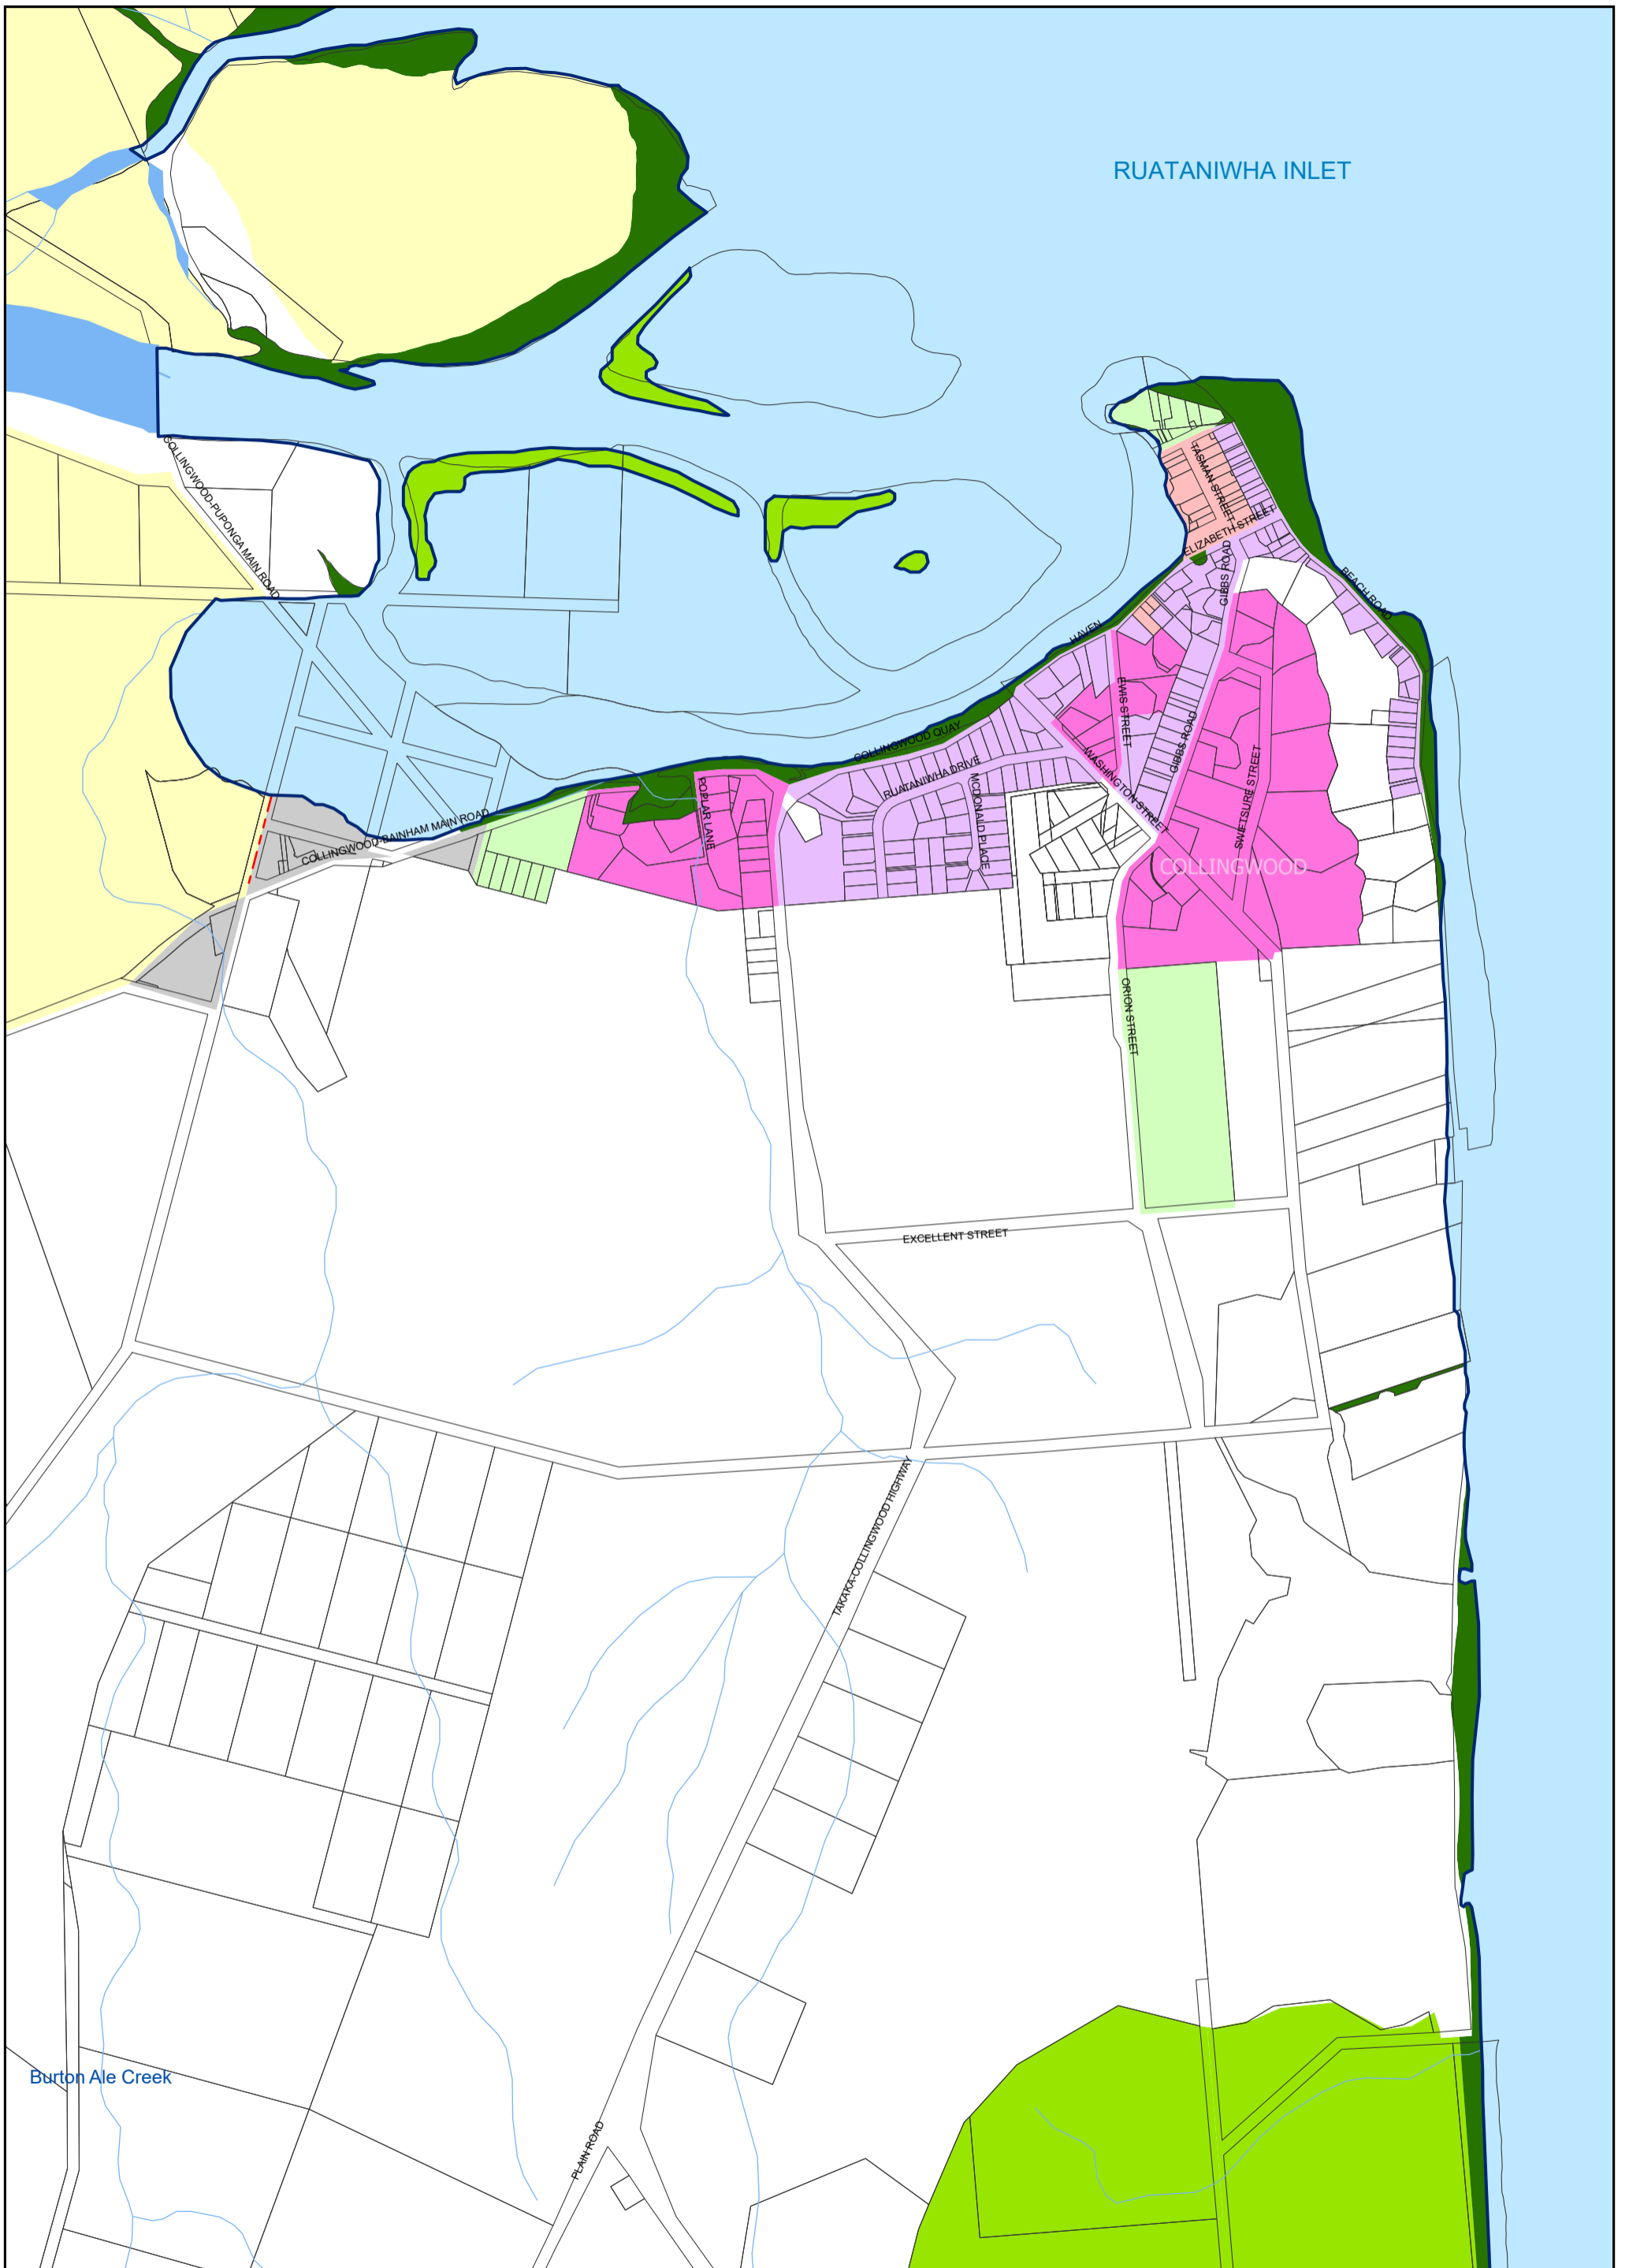 RUATANIWHA INLET
COLLINGWOOD-PUPONGA MAIN ROAD
TASMAN STREET
ELIZABETH STREET
GIBBS ROAD
BEACH ROAD
HAVEN
EWIS STREET
COLLINGWOOD QUAY
GIBBS ROAD
WASHINGTON STREET
RUATANIWHA DRIVE
SWIFTSURE STREET
MCDONALD PLACE
POPLAR LANE
COLLINGWOOD-BAINHAM MAIN ROAD
COLLINGWOOD
ORION STREET
EXCELLENT STREET
TAKAKA-COLLINGWOOD HIGHWAY
Burton Ale Creek
PLAIN ROAD